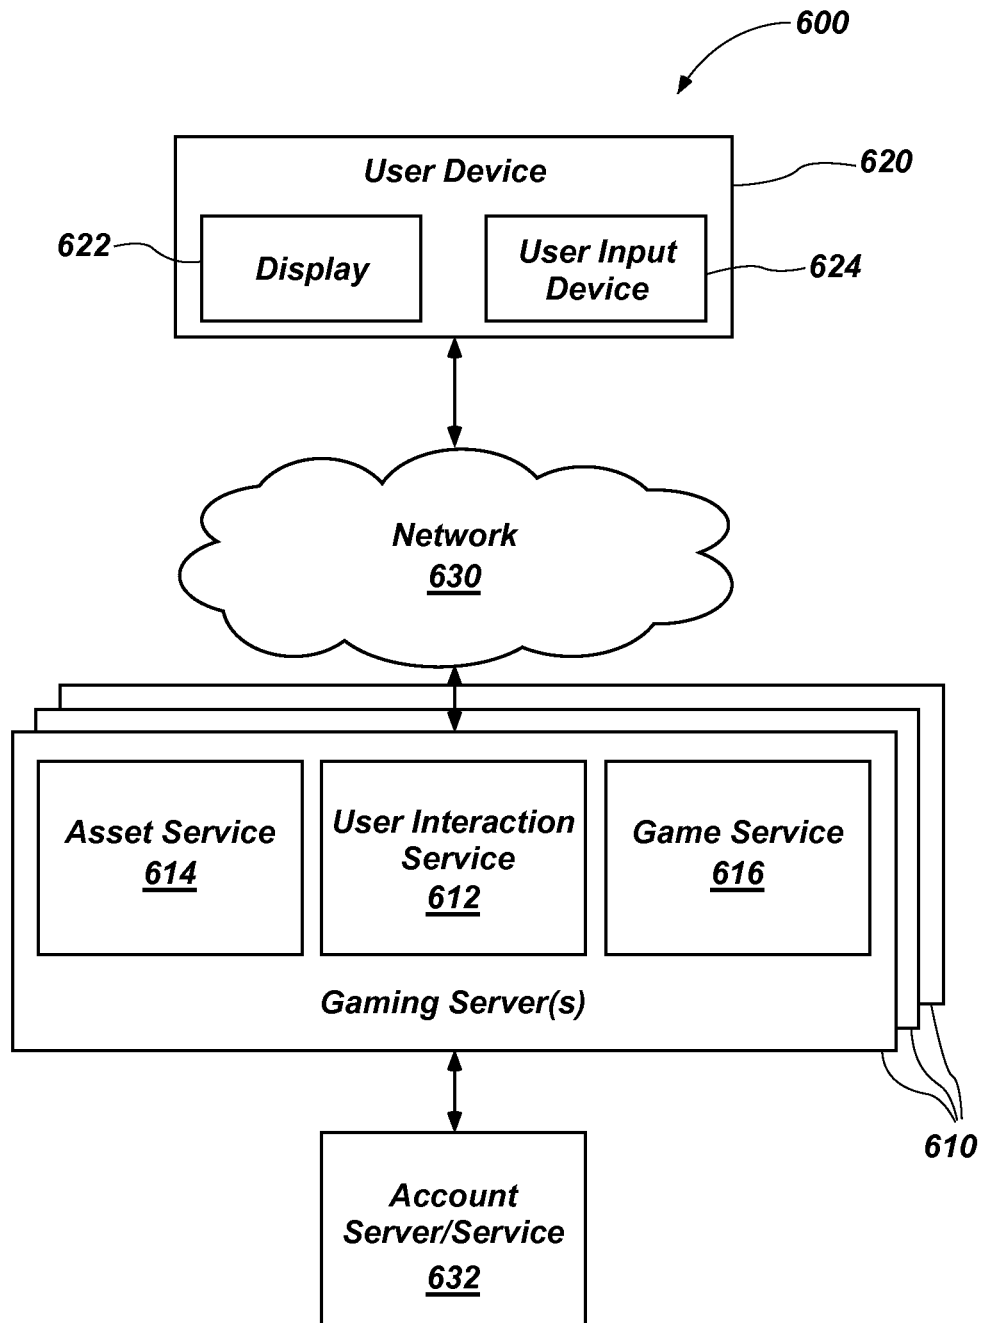 600
User Device
620
622
Display
User Input
Device
624
Network
630
Asset Service
614
User Interaction
Service
612
Game Service
616
Gaming Server(s)
610
Account
Server/Service
632